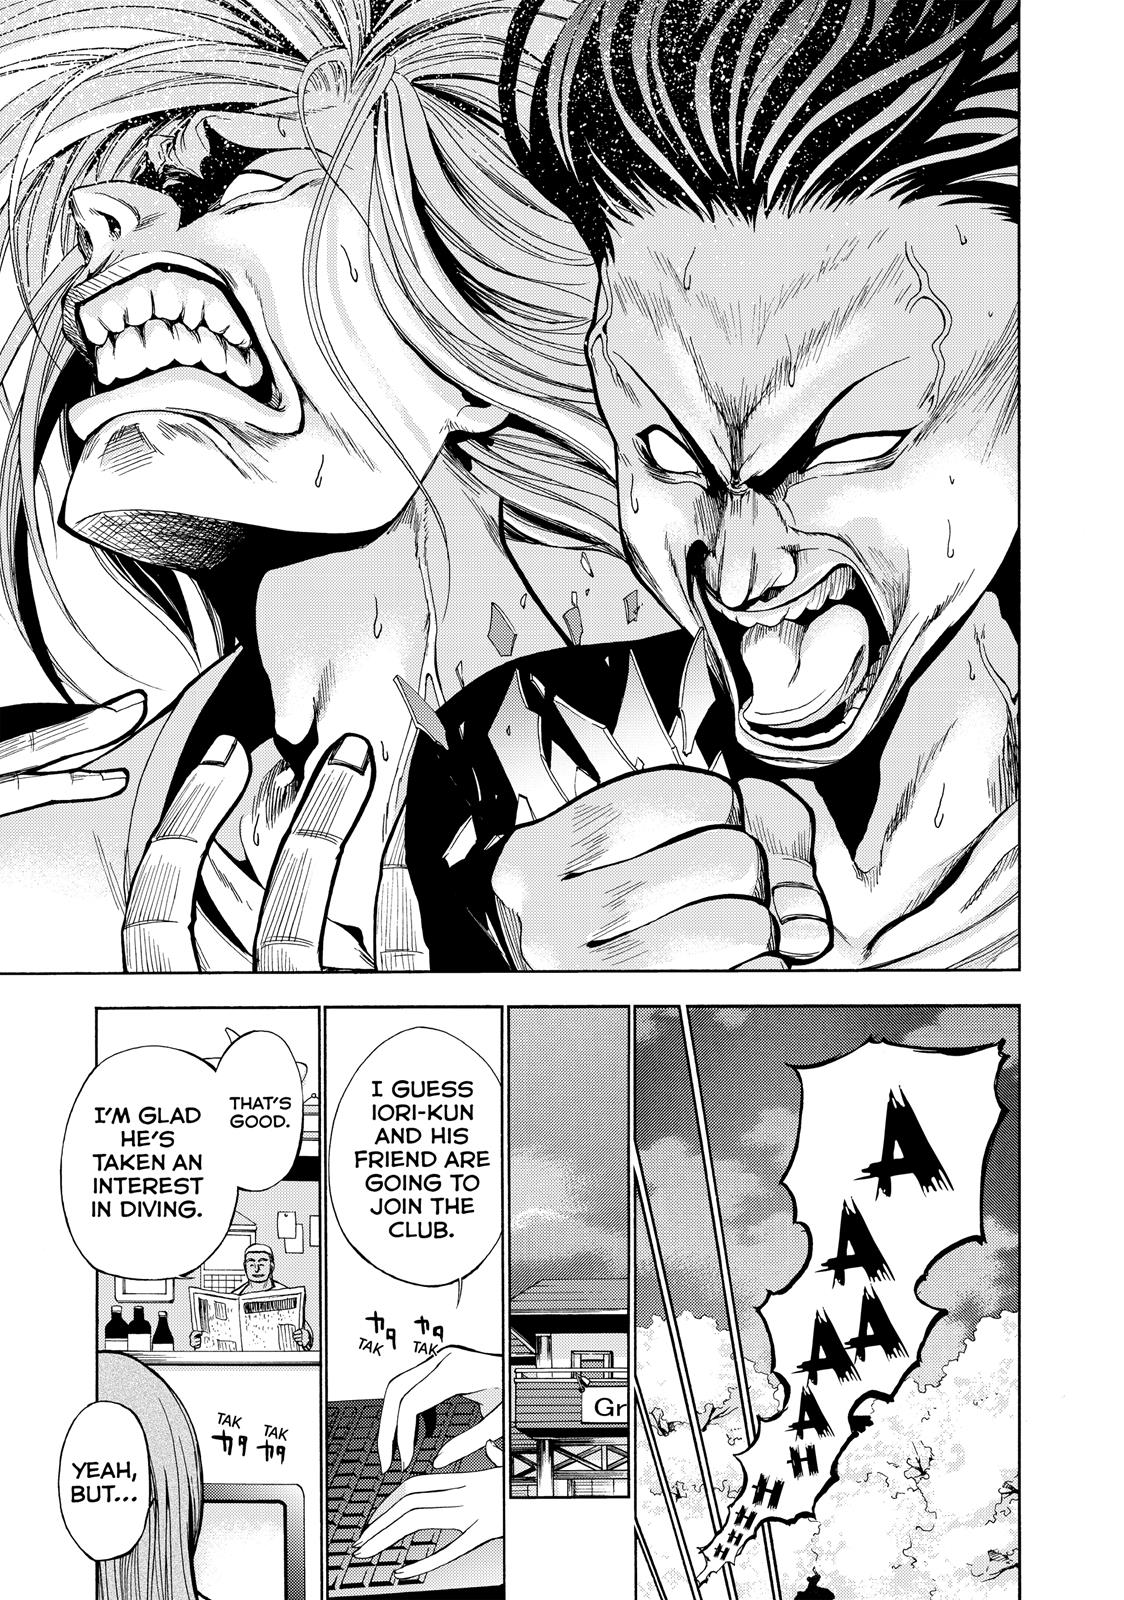 A
A
A A
A A
A
H
H
H
H
H
Gr
I GUESS
IORI-KUN
AND HIS
FRIEND ARE
GOING TO
JOIN THE
CLUB.
カタ
TAK
カタ
TAK
THAT'S
GOOD.
I'M GLAD
HE'S
TAKEN AN
INTEREST
IN DIVING.
TAK
カタ
TAK
カタ
YEAH,
BUT...